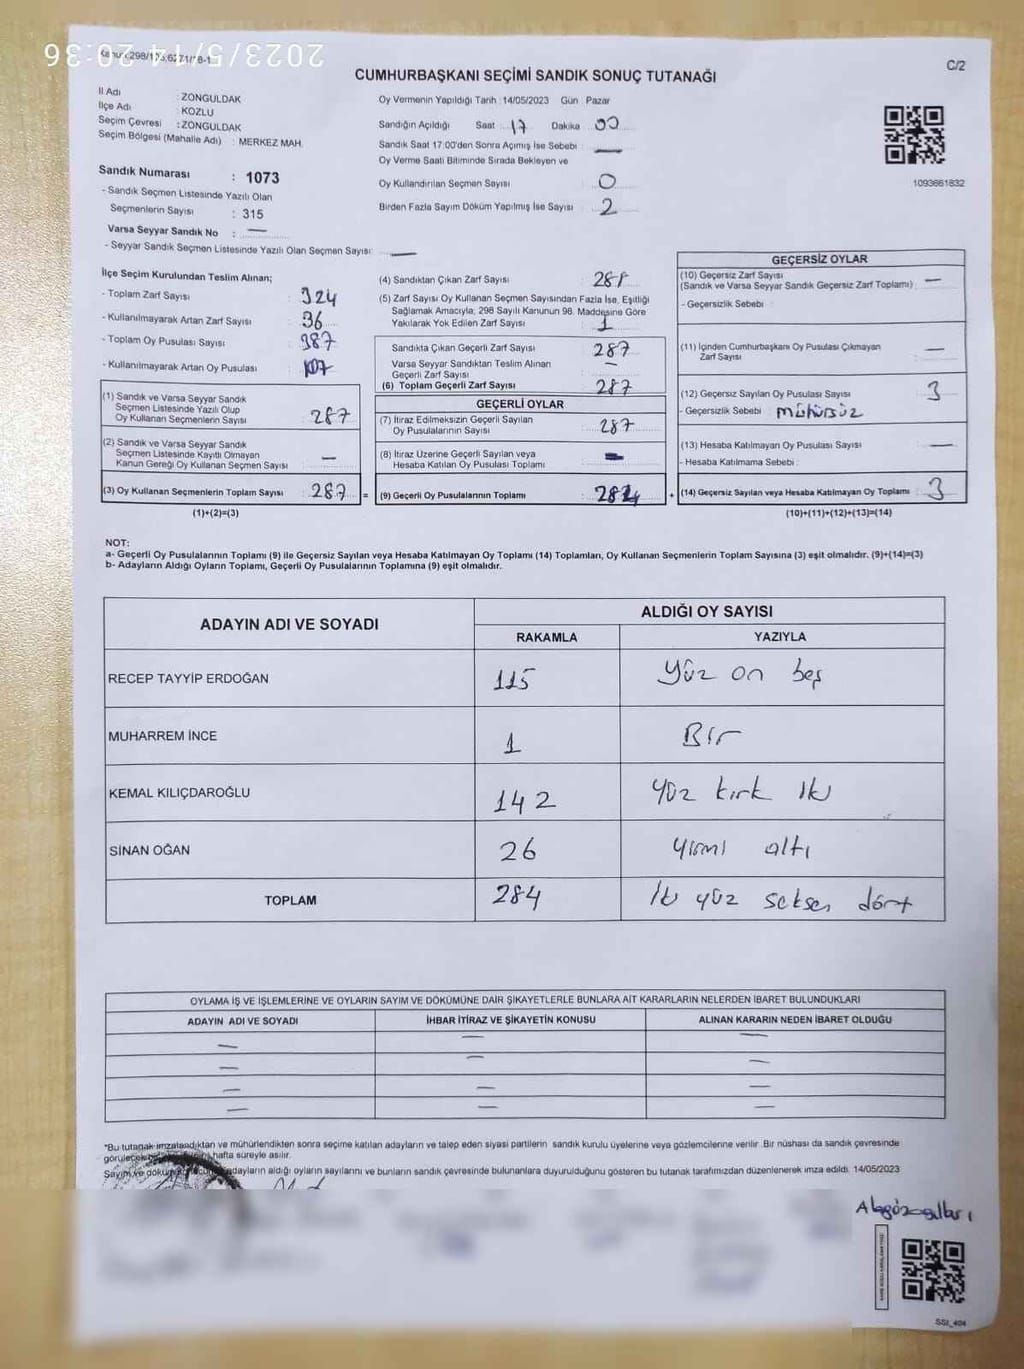 2023/5/14 20:36
CUMHURBAŞKANI SEÇİMİ SANDIK SONUÇ TUTANAĞI
C/2
İl Adı : ZONGULDAK
İlçe Adı : KOZLU
Seçim Çevresi : ZONGULDAK
Seçim Bölgesi (Mahalle Adı) : MERKEZ MAH.
Sandık Numarası : 1073
- Sandık Seçmen Listesinde Yazılı Olan
Seçmenlerin Sayısı : 315
Varsa Seyyar Sandık No : —
- Seyyar Sandık Seçmen Listesinde Yazılı Olan Seçmen Sayısı: —
Oy Vermenin Yapıldığı Tarih : 14/05/2023 Gün : Pazar
Sandığın Açıldığı Saat : 17 Dakika : 00
Sandık Saat 17:00'den Sonra Açımış İse Sebebi : —
Oy Verme Saati Bitiminde Sırada Bekleyen ve
Oy Kullandırılan Seçmen Sayısı : 0
Birden Fazla Sayım Döküm Yapılmış İse Sayısı : 2
1093661832
İlçe Seçim Kurulundan Teslim Alınan;
- Toplam Zarf Sayısı : 324
- Kullanılmayarak Artan Zarf Sayısı : 36
- Toplam Oy Pusulası Sayısı : 387
- Kullanılmayarak Artan Oy Pusulası :
(1) Sandık ve Varsa Seyyar Sandık
Seçmen Listesinde Yazılı Olup
Oy Kullanan Seçmenlerin Sayısı : 287
(2) Sandık ve Varsa Seyyar Sandık
Seçmen Listesinde Kayıtlı Olmayan
Kanun Gereği Oy Kullanan Seçmen Sayısı : —
(3) Oy Kullanan Seçmenlerin Toplam Sayısı : 287 =
(1)+(2)=(3)
(4) Sandıktan Çıkan Zarf Sayısı : 288
(5) Zarf Sayısı Oy Kullanan Seçmen Sayısından Fazla İse, Eşitliği
Sağlamak Amacıyla, 298 Sayılı Kanunun 98. Maddesine Göre
Yakılarak Yok Edilen Zarf Sayısı : 1
Sandıkta Çıkan Geçerli Zarf Sayısı : 287
Varsa Seyyar Sandıktan Teslim Alınan
Geçerli Zarf Sayısı : —
(6) Toplam Geçerli Zarf Sayısı : 287
GEÇERLİ OYLAR
(7) İtiraz Edilmeksizin Geçerli Sayılan
Oy Pusulalarının Sayısı : 287
(8) İtiraz Üzerine Geçerli Sayılan veya
Hesaba Katılan Oy Pusulası Toplamı : —
(9) Geçerli Oy Pusulalarının Toplamı : 284 +
GEÇERSİZ OYLAR
(10) Geçersiz Zarf Sayısı
(Sandık ve Varsa Seyyar Sandık Geçersiz Zarf Toplamı) : —
- Geçersizlik Sebebi :
(11) İçinden Cumhurbaşkanı Oy Pusulası Çıkmayan
Zarf Sayısı : —
(12) Geçersiz Sayılan Oy Pusulası Sayısı : 3
- Geçersizlik Sebebi : mühürsüz
(13) Hesaba Katılmayan Oy Pusulası Sayısı : —
- Hesaba Katılmama Sebebi :
(14) Geçersiz Sayılan veya Hesaba Katılmayan Oy Toplamı : 3
(10)+(11)+(12)+(13)=(14)
NOT:
a- Geçerli Oy Pusulalarının Toplamı (9) ile Geçersiz Sayılan veya Hesaba Katılmayan Oy Toplamı (14) Toplamları, Oy Kullanan Seçmenlerin Toplam Sayısına (3) eşit olmalıdır. (9)+(14)=(3)
b- Adayların Aldığı Oyların Toplamı, Geçerli Oy Pusulalarının Toplamına (9) eşit olmalıdır.
ADAYIN ADI VE SOYADI ALDIĞI OY SAYISI
RAKAMLA YAZIYLA
RECEP TAYYİP ERDOĞAN 115 yüz on beş
MUHARREM İNCE 1 Bir
KEMAL KILIÇDAROĞLU 142 yüz kırk iki
SİNAN OĞAN 26 yirmi altı
TOPLAM 284 iki yüz seksen dört
OYLAMA İŞ VE İŞLEMLERİNE VE OYLARIN SAYIM VE DÖKÜMÜNE DAİR ŞİKAYETLERLE BUNLARA AİT KARARLARIN NELERDEN İBARET BULUNDUKLARI
ADAYIN ADI VE SOYADI İHBAR İTİRAZ VE ŞİKAYETİN KONUSU ALINAN KARARIN NEDEN İBARET OLDUĞU
— — —
— — —
— — —
— — —
*Bu tutanak imzalandıktan ve mühürlendikten sonra seçime katılan adayların ve talep eden siyasi partilerin sandık kurulu üyelerine veya gözlemcilerine verilir. Bir nüshası da sandık çevresinde
görülecek hafta süreyle asılır.
Sayım ve döküm adayların aldığı oyların sayılarını ve bunların sandık çevresinde bulunanlara duyurulduğunu gösteren bu tutanak tarafımızdan düzenlenerek imza edildi. 14/05/2023
SSI_404